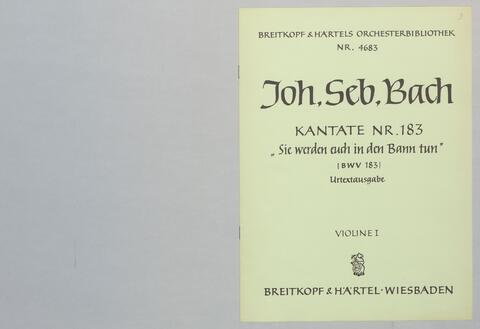 BREITKOPF & HÄRTELS ORCHESTERBIBLIOTHEK
NR. 4683
Joh. Seb. Bach
KANTATE NR. 183
„Sie werden euch in den Bann tun“
(BWV 183)
Urtextausgabe
VIOLINE I
BREITKOPF & HÄRTEL · WIESBADEN